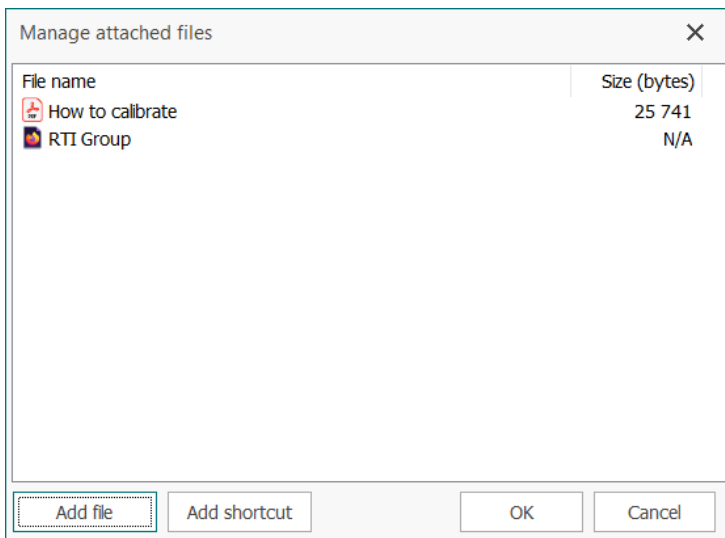 Manage attached files
File name Size (bytes)
How to calibrate 25 741
RTI Group N/A
Add file Add shortcut OK Cancel